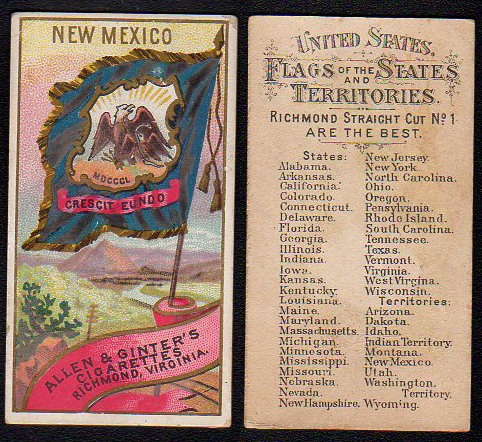 NEW MEXICO
MDCCCL
CRESCIT EUNDO
ALLEN & GINTER'S
CIGARETTES
RICHMOND, VIRGINIA.
UNITED STATES.
FLAGS OF THE STATES
AND
TERRITORIES.
RICHMOND STRAIGHT CUT No. 1
ARE THE BEST.
States:
Alabama.
Arkansas.
California.
Colorado.
Connecticut.
Delaware.
Florida.
Georgia.
Illinois.
Indiana.
Iowa.
Kansas.
Kentucky.
Louisiana.
Maine.
Maryland.
Massachusetts.
Michigan.
Minnesota.
Mississippi.
Missouri.
Nebraska.
Nevada.
New Hampshire.
New Jersey.
New York.
North Carolina.
Ohio.
Oregon.
Pensylvania.
Rhode Island.
South Carolina.
Tennessee.
Texas.
Vermont.
Virginia.
West Virginia.
Wisconsin.
Territories:
Arizona.
Dakota.
Idaho.
Indian Territory.
Montana.
New Mexico.
Utah.
Washington
Territory.
Wyoming.